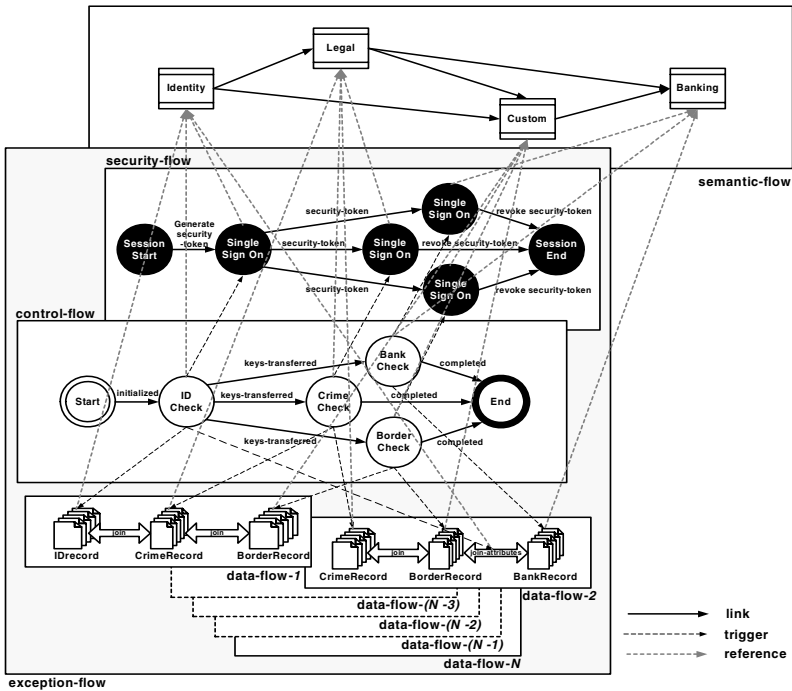 Legal
Identity
Banking
Custom
security-flow
semantic-flow
Single
Sign On
Generate
security
-token
security-token
revoke security-token
Session
Start
Single
Sign On
security-token
Single
Sign On
revoke security-token
Session
End
security-token
Single
Sign On
revoke security-token
control-flow
Bank
Check
keys-transferred
completed
Start
initialized
ID
Check
keys-transferred
Crime
Check
completed
End
keys-transferred
Border
Check
completed
join
join
IDrecord
CrimeRecord
BorderRecord
join
join-attributes
CrimeRecord
BorderRecord
BankRecord
data-flow-1
data-flow-2
data-flow-(N -3)
data-flow-(N -2)
data-flow-(N -1)
data-flow-N
exception-flow
link
trigger
reference